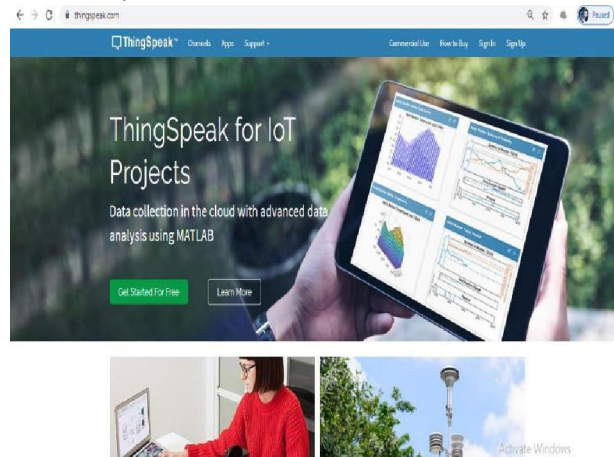 thingspeak.com
Paused
ThingSpeak™ Channels Apps Support Commercial Use How to Buy Sign In Sign Up
ThingSpeak for IoT
Projects
Data collection in the cloud with advanced data
analysis using MATLAB
Get Started For Free Learn More
Activate Windows